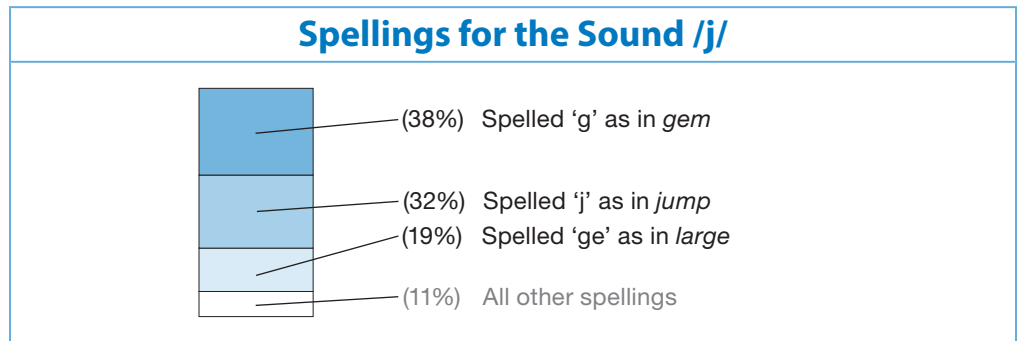 Spellings for the Sound /j/
(38%) Spelled ‘g’ as in gem
(32%) Spelled ‘j’ as in jump
(19%) Spelled ‘ge’ as in large
(11%) All other spellings